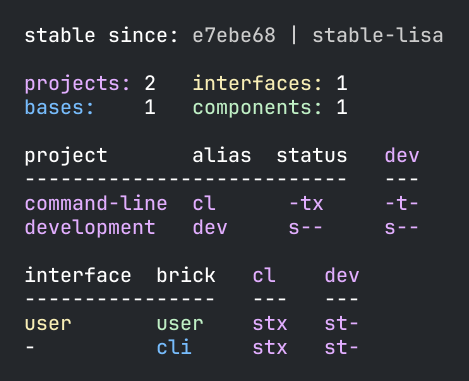 stable since: e7ebe68 | stable-lisa
projects: 2   interfaces: 1
bases:    1   components: 1
project       alias  status   dev
---------------------------   ---
command-line  cl      -tx     -t-
development   dev     s--     s--
interface  brick   cl    dev
----------------   ---   ---
user       user    stx   st-
-          cli     stx   st-